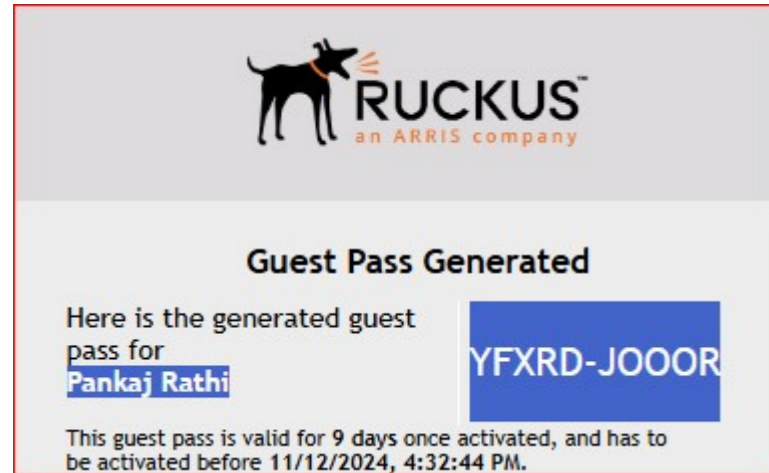 RUCKUS™
an ARRIS company
Guest Pass Generated
Here is the generated guest
pass for
Pankaj Rathi
YFXRD-JOOOR
This guest pass is valid for 9 days once activated, and has to
be activated before 11/12/2024, 4:32:44 PM.